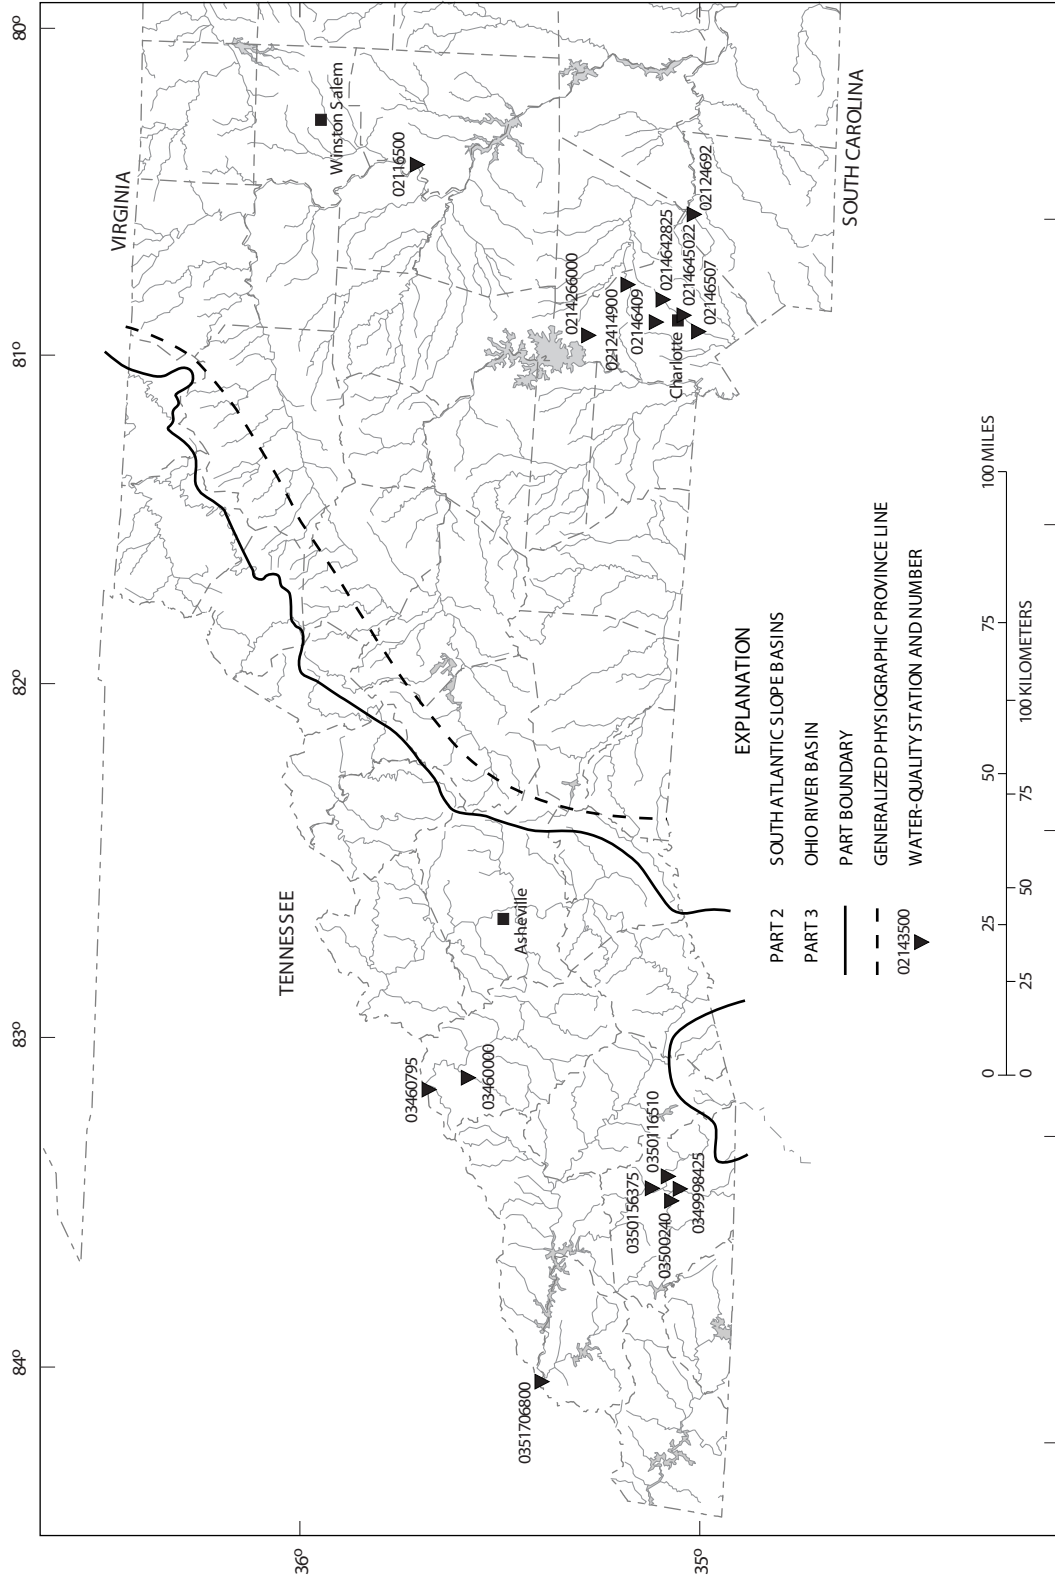 84°
83°
82°
81°
80°
36°
35°
VIRGINIA
TENNESSEE
SOUTH CAROLINA
Winston Salem
02116500
03460795
03460000
Asheville
0351706800
0214266000
0212414900
02146409
0214642825
0214645022
02146507
02124692
Charlotte
0350156375
0350116510
03500240
0349998425
EXPLANATION
PART 2 SOUTH ATLANTIC SLOPE BASINS
PART 3 OHIO RIVER BASIN
PART BOUNDARY
GENERALIZED PHYSIOGRAPHIC PROVINCE LINE
02143500 WATER-QUALITY STATION AND NUMBER
0 25 50 75 100 MILES
0 25 50 75 100 KILOMETERS